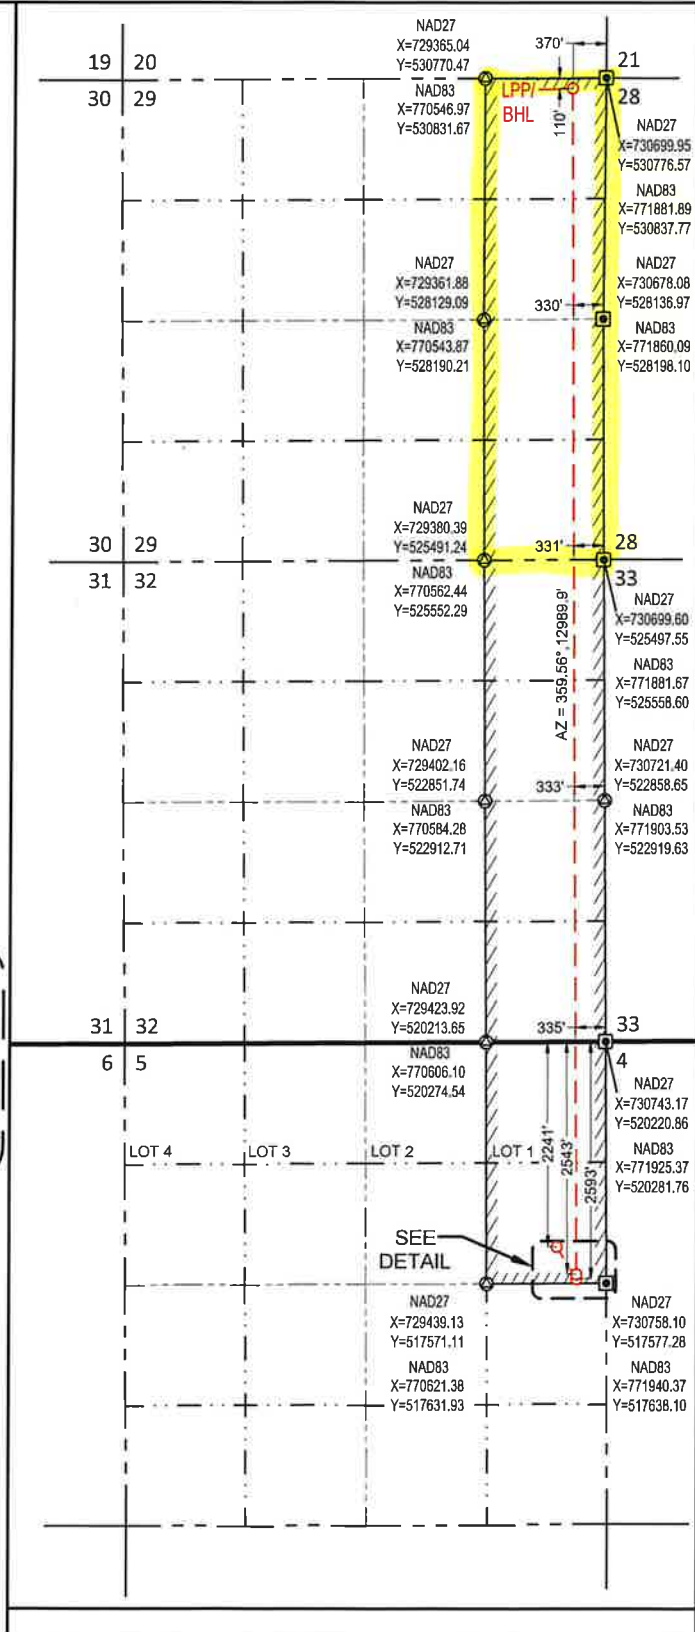 NAD27
X=729365.04
Y=530770.47
370'
19 20
21
30 29
28
NAD83
X=770546.97
Y=530831.67
LPP/
BHL
110'
NAD27
X=730699.95
Y=530776.57
NAD83
X=771881.89
Y=530837.77
NAD27
X=729361.88
Y=528129.09
NAD27
X=730678.08
Y=528136.97
330'
NAD83
X=770543.87
Y=528190.21
NAD83
X=771860.09
Y=528198.10
NAD27
X=729380.39
Y=525491.24
30 29
331'
28
31 32
33
NAD83
X=770562.44
Y=525552.29
NAD27
X=730699.60
Y=525497.55
AZ = 359.56°,12989.9'
NAD83
X=771881.67
Y=525558.60
NAD27
X=729402.16
Y=522851.74
NAD27
X=730721.40
Y=522858.65
333'
NAD83
X=770584.28
Y=522912.71
NAD83
X=771903.53
Y=522919.63
NAD27
X=729423.92
Y=520213.65
31 32
335'
33
6 5
4
NAD83
X=770606.10
Y=520274.54
NAD27
X=730743.17
Y=520220.86
2241'
2543'
2593'
LOT 4
LOT 3
LOT 2
LOT 1
NAD83
X=771925.37
Y=520281.76
SEE
DETAIL
NAD27
X=729439.13
Y=517571.11
NAD27
X=730758.10
Y=517577.28
NAD83
X=770621.38
Y=517631.93
NAD83
X=771940.37
Y=517638.10